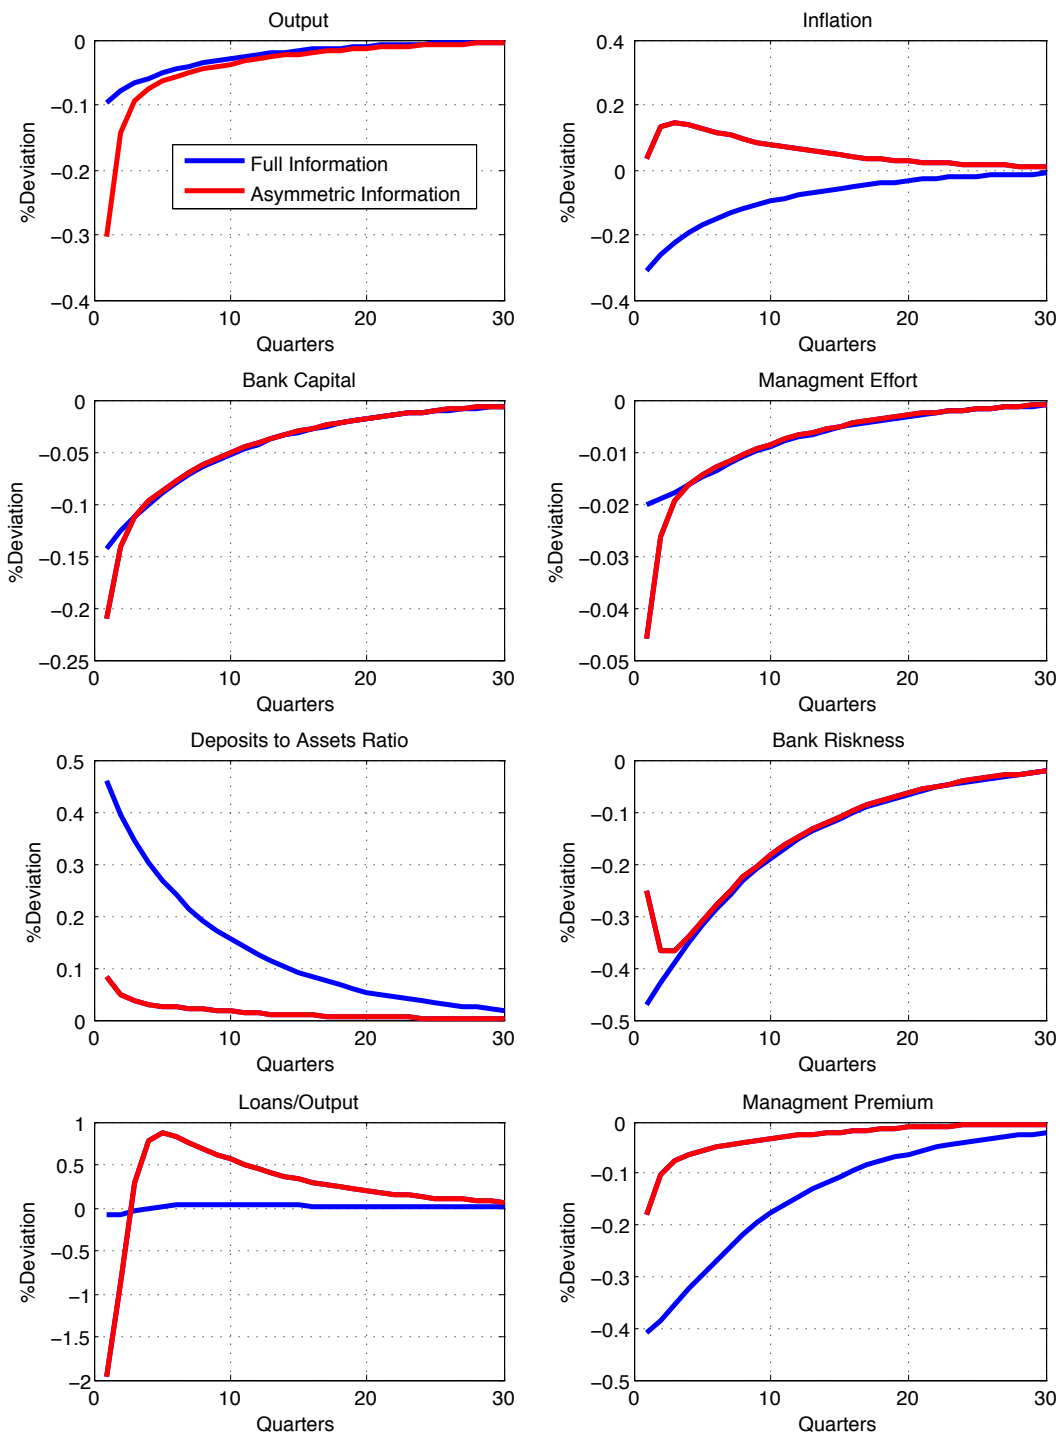 Output
0
−0.1
−0.2
−0.3
−0.4
%Deviation
Full Information
Asymmetric Information
0 10 20 30
Quarters
Inflation
0.4
0.2
0
−0.2
−0.4
%Deviation
0 10 20 30
Quarters
Bank Capital
0
−0.05
−0.1
−0.15
−0.2
−0.25
%Deviation
0 10 20 30
Quarters
Managment Effort
0
−0.01
−0.02
−0.03
−0.04
−0.05
%Deviation
0 10 20 30
Quarters
Deposits to Assets Ratio
0.5
0.4
0.3
0.2
0.1
0
%Deviation
0 10 20 30
Quarters
Bank Riskness
0
−0.1
−0.2
−0.3
−0.4
−0.5
%Deviation
0 10 20 30
Quarters
Loans/Output
1
0.5
0
−0.5
−1
−1.5
−2
%Deviation
0 10 20 30
Quarters
Managment Premium
0
−0.1
−0.2
−0.3
−0.4
−0.5
%Deviation
0 10 20 30
Quarters